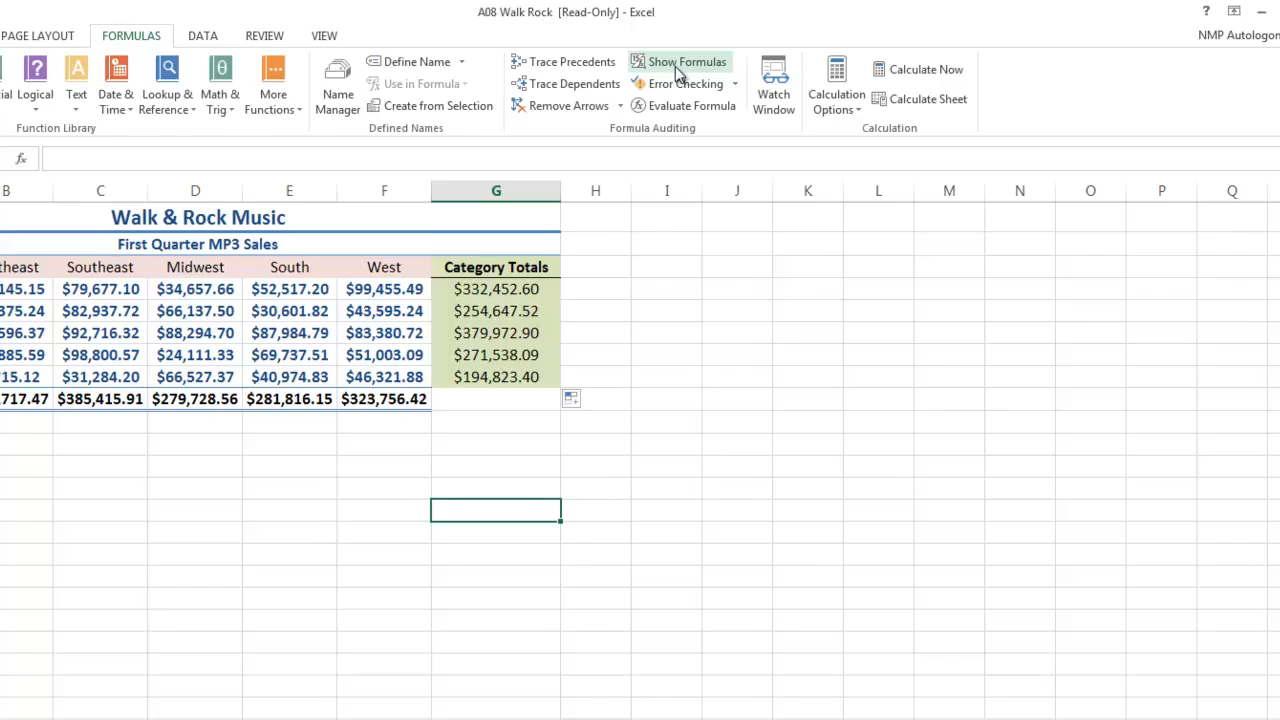 A08 Walk Rock [Read-Only] - Excel
?
PAGE LAYOUT FORMULAS DATA REVIEW VIEW NMP Autologon
Logical
Text
Date & Time
Lookup & Reference
Math & Trig
More Functions
Function Library
Name Manager
Define Name
Use in Formula
Create from Selection
Defined Names
Trace Precedents
Trace Dependents
Remove Arrows
Show Formulas
Error Checking
Evaluate Formula
Formula Auditing
Watch Window
Calculation Options
Calculate Now
Calculate Sheet
Calculation
fx
B C D E F G H I J K L M N O P Q
Walk & Rock Music
First Quarter MP3 Sales
theast Southeast Midwest South West Category Totals
145.15 $79,677.10 $34,657.66 $52,517.20 $99,455.49 $332,452.60
375.24 $82,937.72 $66,137.50 $30,601.82 $43,595.24 $254,647.52
596.37 $92,716.32 $88,294.70 $87,984.79 $83,380.72 $379,972.90
885.59 $98,800.57 $24,111.33 $69,737.51 $51,003.09 $271,538.09
715.12 $31,284.20 $66,527.37 $40,974.83 $46,321.88 $194,823.40
,717.47 $385,415.91 $279,728.56 $281,816.15 $323,756.42